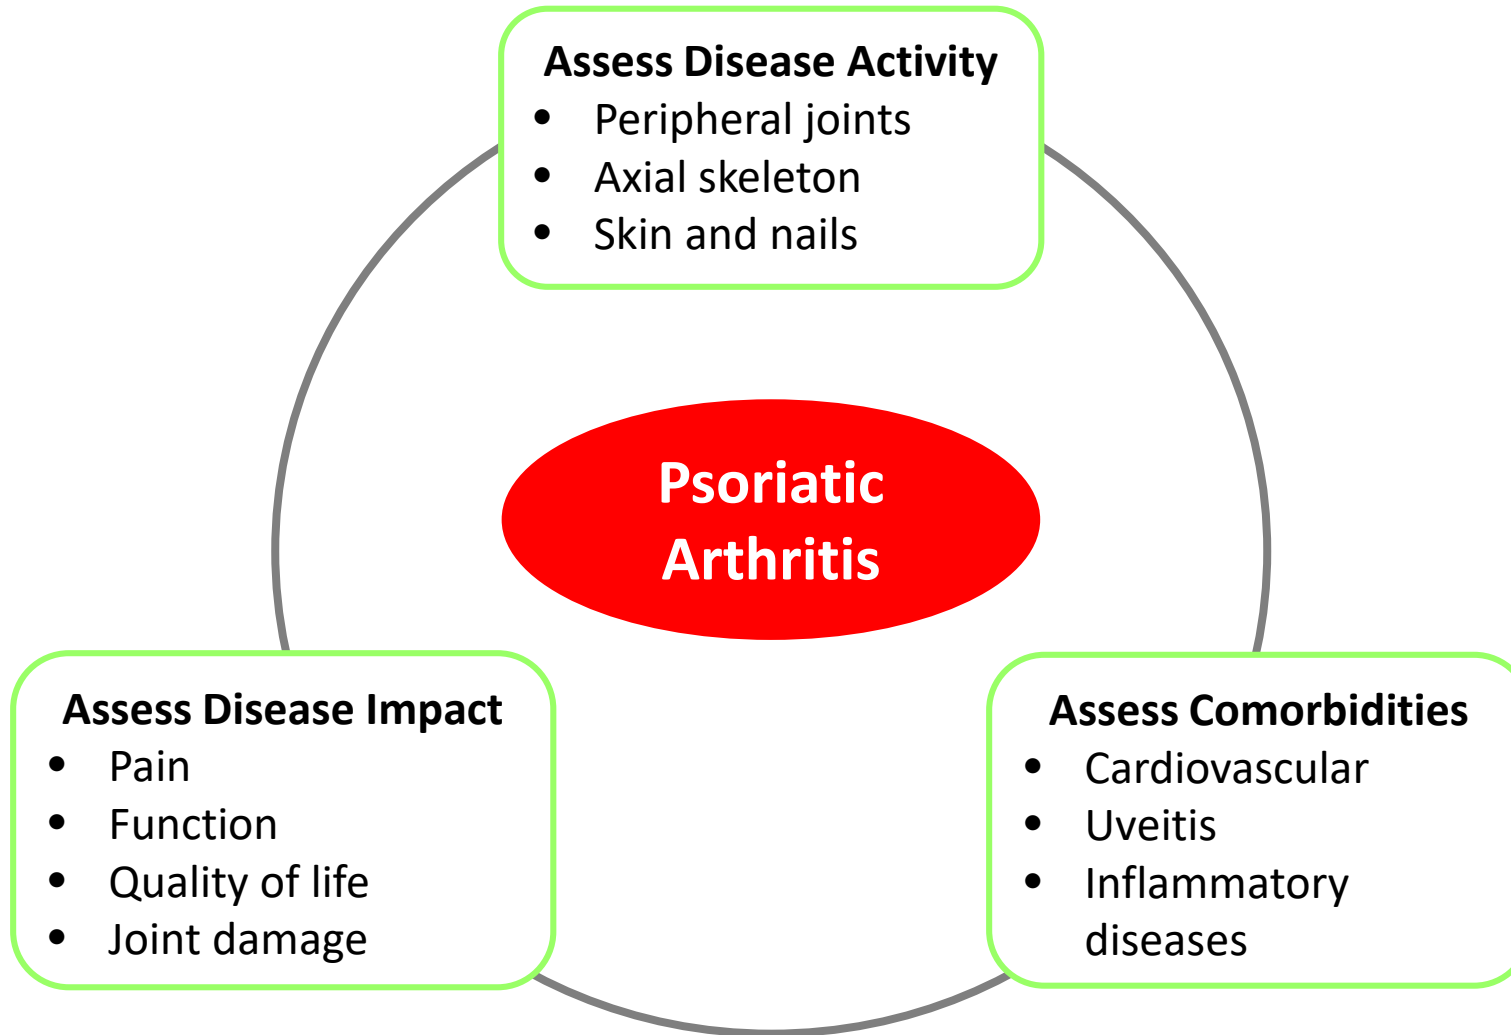 Assess Disease Activity
• Peripheral joints
• Axial skeleton
• Skin and nails
Psoriatic
Arthritis
Assess Disease Impact
• Pain
• Function
• Quality of life
• Joint damage
Assess Comorbidities
• Cardiovascular
• Uveitis
• Inflammatory
diseases